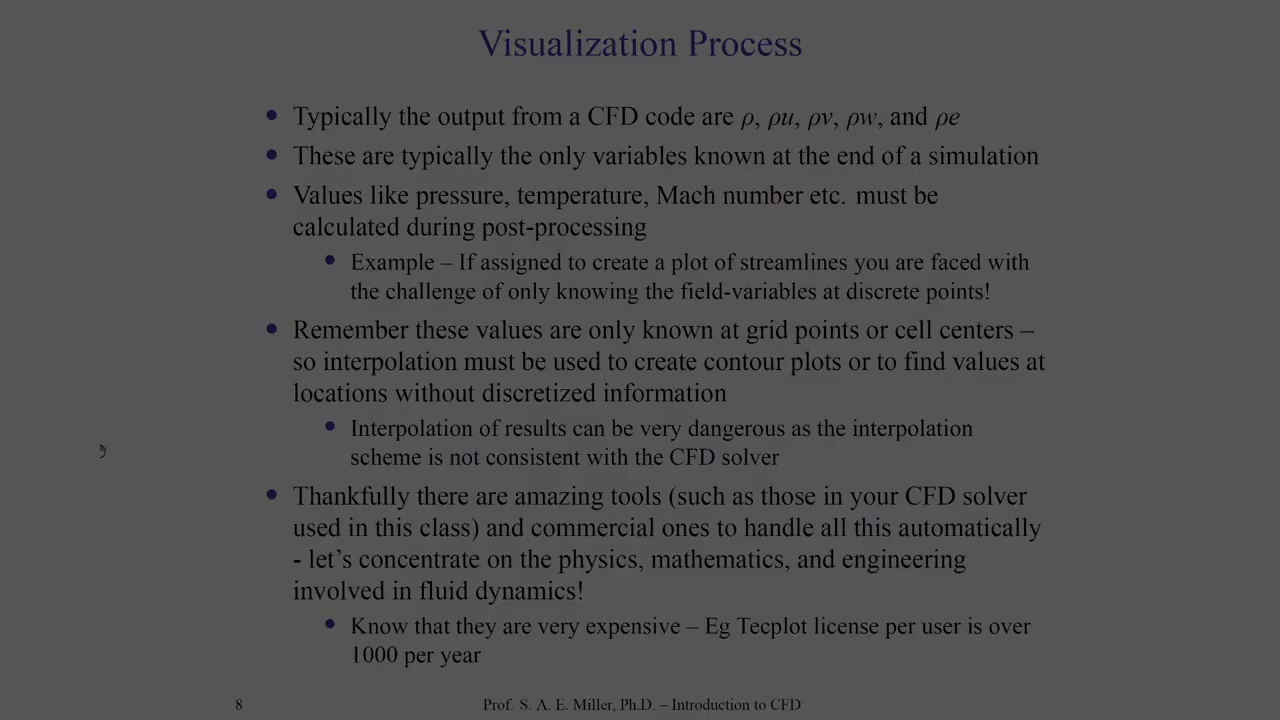 Visualization Process
• Typically the output from a CFD code are ρ, ρu, ρv, ρw, and ρe
• These are typically the only variables known at the end of a simulation
• Values like pressure, temperature, Mach number etc. must be
calculated during post-processing
• Example – If assigned to create a plot of streamlines you are faced with
the challenge of only knowing the field-variables at discrete points!
• Remember these values are only known at grid points or cell centers –
so interpolation must be used to create contour plots or to find values at
locations without discretized information
• Interpolation of results can be very dangerous as the interpolation
scheme is not consistent with the CFD solver
• Thankfully there are amazing tools (such as those in your CFD solver
used in this class) and commercial ones to handle all this automatically
- let's concentrate on the physics, mathematics, and engineering
involved in fluid dynamics!
• Know that they are very expensive – Eg Tecplot license per user is over
1000 per year
8 Prof. S. A. E. Miller, Ph.D. – Introduction to CFD